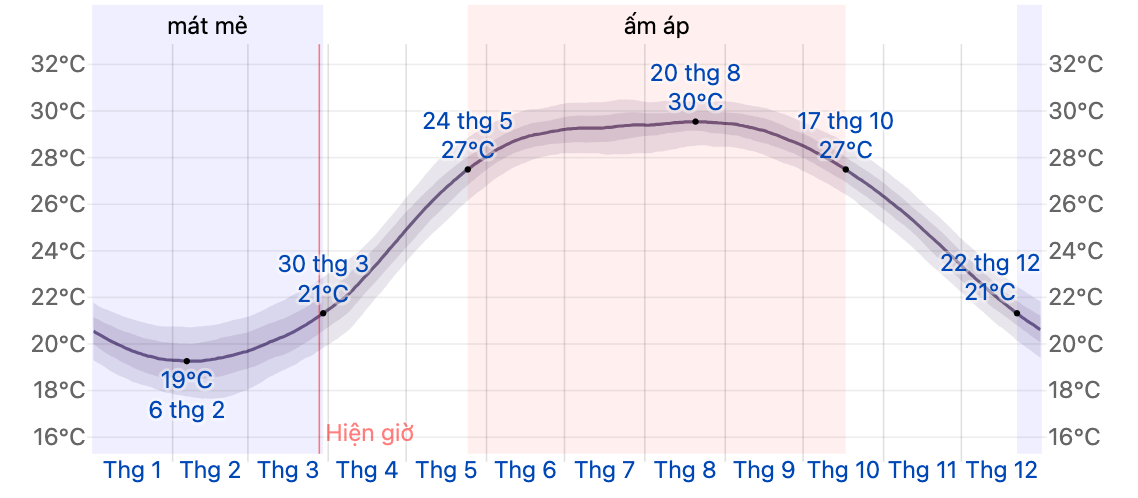 mát mẻ
ấm áp
32°C
32°C
30°C
30°C
28°C
28°C
26°C
26°C
24°C
24°C
22°C
22°C
20°C
20°C
18°C
18°C
16°C
16°C
19°C
6 thg 2
30 thg 3
21°C
24 thg 5
27°C
20 thg 8
30°C
17 thg 10
27°C
22 thg 12
21°C
Hiện giờ
Thg 1 Thg 2 Thg 3 Thg 4 Thg 5 Thg 6 Thg 7 Thg 8 Thg 9 Thg 10 Thg 11 Thg 12